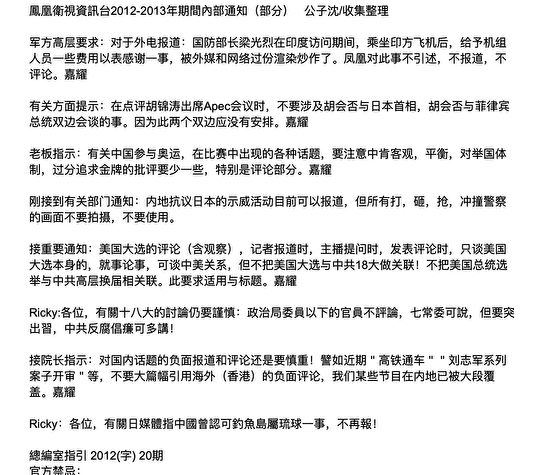 鳳凰衛視資訊台2012-2013年期間內部通知（部分）　公子沈/收集整理
军方高层要求：对于外电报道：国防部长梁光烈在印度访问期间，乘坐印方飞机后，给予机组
人员一些费用以表感谢一事，被外媒和网络过份渲染炒作了。凤凰对此事不引述，不报道，不
评论。嘉耀
有关方面提示：在点评胡锦涛出席Apec会议时，不要涉及胡会否与日本首相，胡会否与菲律宾
总统双边会谈的事。因为此两个双边应没有安排。嘉耀
老板指示：有关中国参与奥运，在比赛中出现的各种话题，要注意中肯客观，平衡，对举国体
制，过分追求金牌的批评要少一些，特别是评论部分。嘉耀
刚接到有关部门通知：内地抗议日本的示威活动目前可以报道，但所有打，砸，抢，冲撞警察
的画面不要拍摄，不要使用。
接重要通知：美国大选的评论（含观察），记者报道时，主播提问时，发表评论时，只谈美国
大选本身的，就事论事，可谈中美关系，但不把美国大选与中共18大做关联！不把美国总统选
举与中共高层换届相关联。此要求适用与标题。嘉耀
Ricky:各位，有關十八大的討論仍要謹慎：政治局委員以下的官員不評論，七常委可說，但要突
出習，中共反腐倡廉可多講！
接院长指示：对国内话题的负面报道和评论还是要慎重！譬如近期＂高铁通车＂＂刘志军系列
案子开审＂等，不要大篇幅引用海外（香港）的负面评论，我们某些节目在内地已被大段覆
盖。嘉耀
Ricky：各位，有關日媒體指中國曾認可釣魚島屬琉球一事，不再報！
總編室指引 2012(字) 20期
官方禁忌：